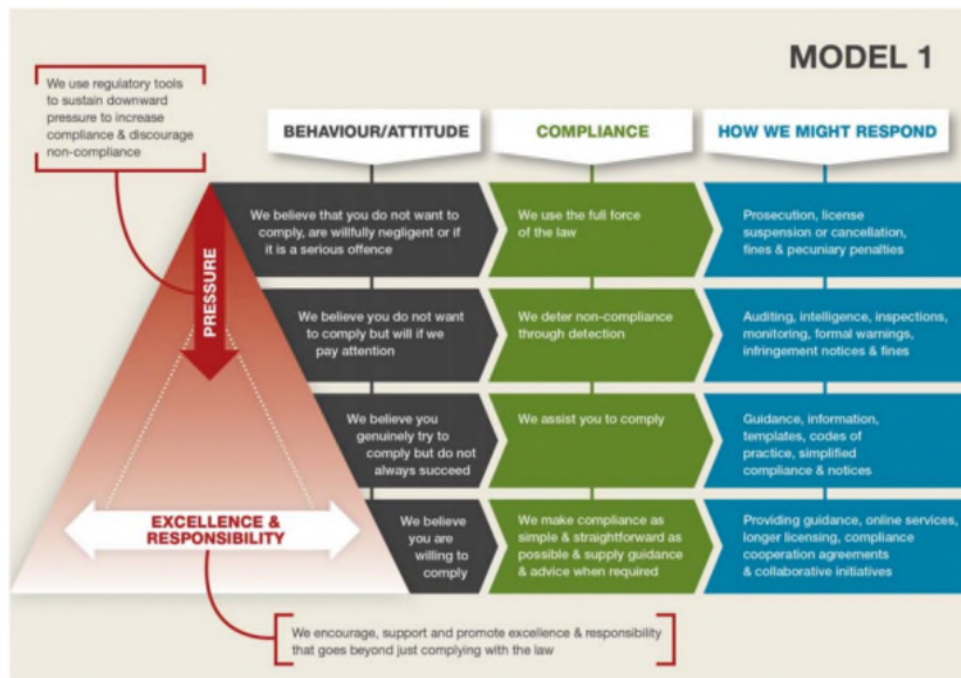 MODEL 1
We use regulatory tools
to sustain downward
pressure to increase
compliance & discourage
non-compliance
BEHAVIOUR/ATTITUDE
COMPLIANCE
HOW WE MIGHT RESPOND
PRESSURE
We believe that you do not want to
comply, are willfully negligent or if
it is a serious offence
We use the full force
of the law
Prosecution, license
suspension or cancellation,
fines & pecuniary penalties
We believe you do not want
to comply but will if we
pay attention
We deter non-compliance
through detection
Auditing, intelligence, inspections,
monitoring, formal warnings,
infringement notices & fines
We believe you
genuinely try to
comply but do not
always succeed
We assist you to comply
Guidance, information,
templates, codes of
practice, simplified
compliance & notices
EXCELLENCE &
RESPONSIBILITY
We believe
you are
willing to
comply
We make compliance as
simple & straightforward as
possible & supply guidance
& advice when required
Providing guidance, online services,
longer licensing, compliance
cooperation agreements
& collaborative initiatives
We encourage, support and promote excellence & responsibility
that goes beyond just complying with the law